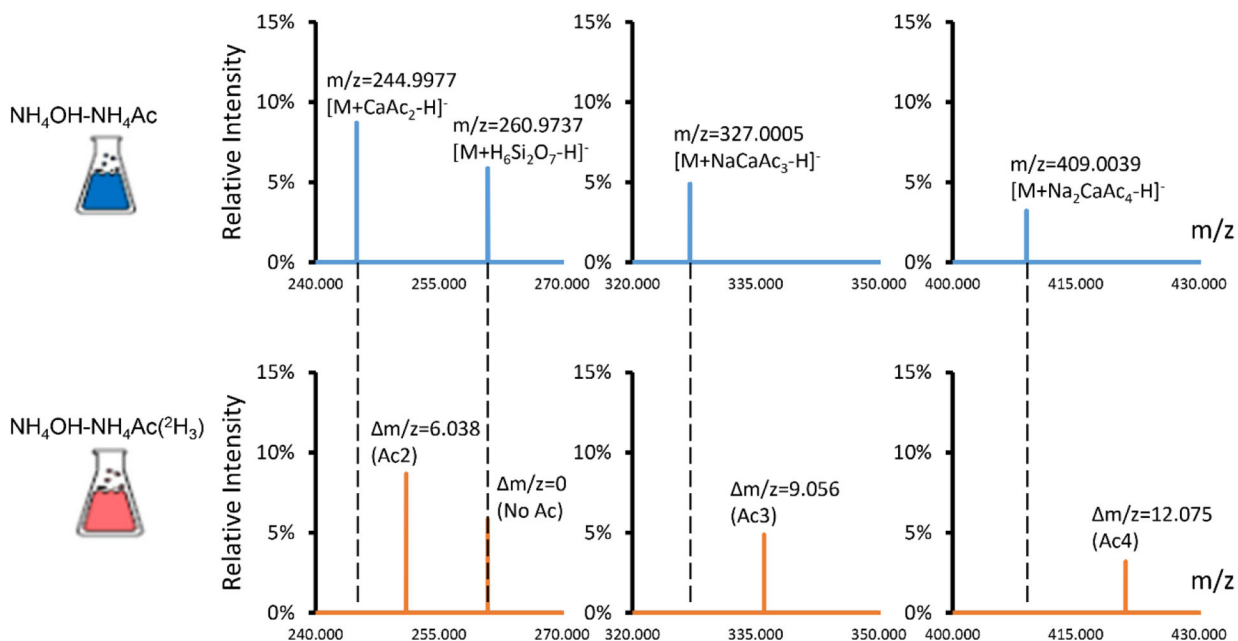 NH₄OH-NH₄Ac
Relative Intensity
15%
10%
5%
0%
m/z=244.9977
[M+CaAc₂-H]⁻
m/z=260.9737
[M+H₆Si₂O₇-H]⁻
240.000 255.000 270.000
15%
10%
5%
0%
m/z=327.0005
[M+NaCaAc₃-H]⁻
320.000 335.000 350.000
15%
10%
5%
0%
m/z=409.0039
[M+Na₂CaAc₄-H]⁻
m/z
400.000 415.000 430.000
NH₄OH-NH₄Ac(²H₃)
Relative Intensity
15%
10%
5%
0%
Δm/z=6.038
(Ac2)
Δm/z=0
(No Ac)
240.000 255.000 270.000
15%
10%
5%
0%
Δm/z=9.056
(Ac3)
320.000 335.000 350.000
15%
10%
5%
0%
Δm/z=12.075
(Ac4)
m/z
400.000 415.000 430.000